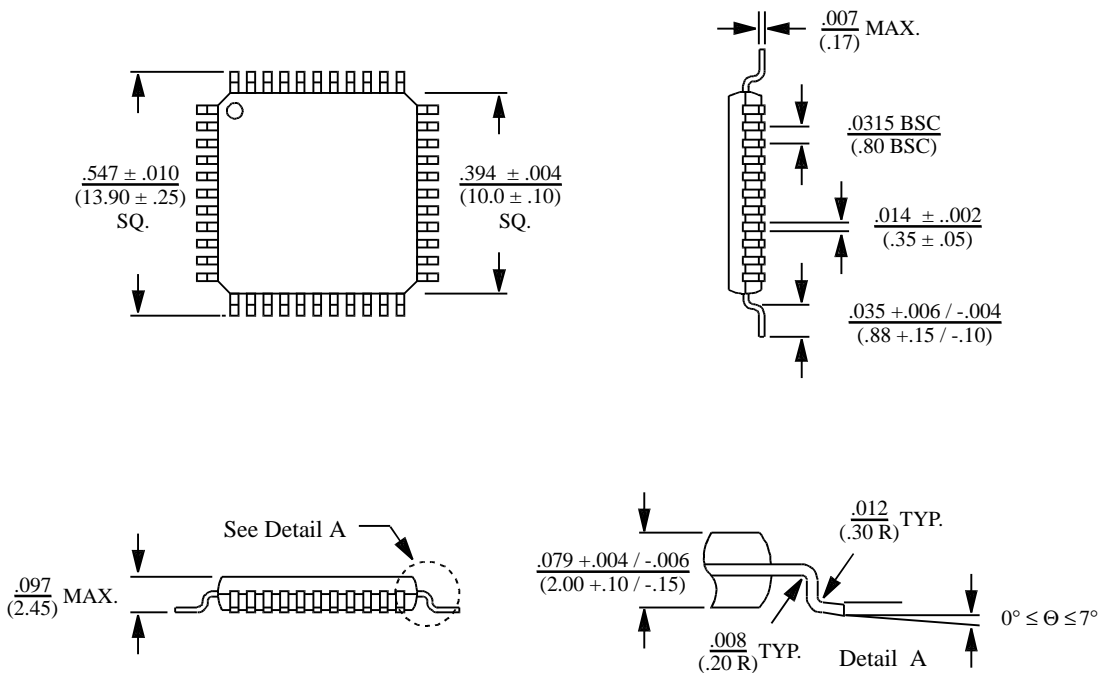 .007
(.17) MAX.
.547 ± .010
(13.90 ± .25)
SQ.
.394 ± .004
(10.0 ± .10)
SQ.
.0315 BSC
(.80 BSC)
.014 ± ..002
(.35 ± .05)
.035 +.006 / -.004
(.88 +.15 / -.10)
See Detail A
.097
(2.45) MAX.
.012
(.30 R) TYP.
.079 +.004 / -.006
(2.00 +.10 / -.15)
0° ≤ Θ ≤ 7°
.008
(.20 R) TYP.
Detail A